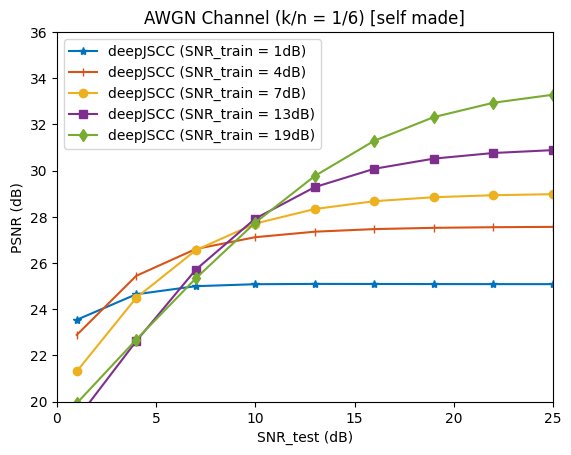 AWGN Channel (k/n = 1/6) [self made]
deepJSCC (SNR_train = 1dB)
deepJSCC (SNR_train = 4dB)
deepJSCC (SNR_train = 7dB)
deepJSCC (SNR_train = 13dB)
deepJSCC (SNR_train = 19dB)
PSNR (dB)
36
34
32
30
28
26
24
22
20
0 5 10 15 20 25
SNR_test (dB)